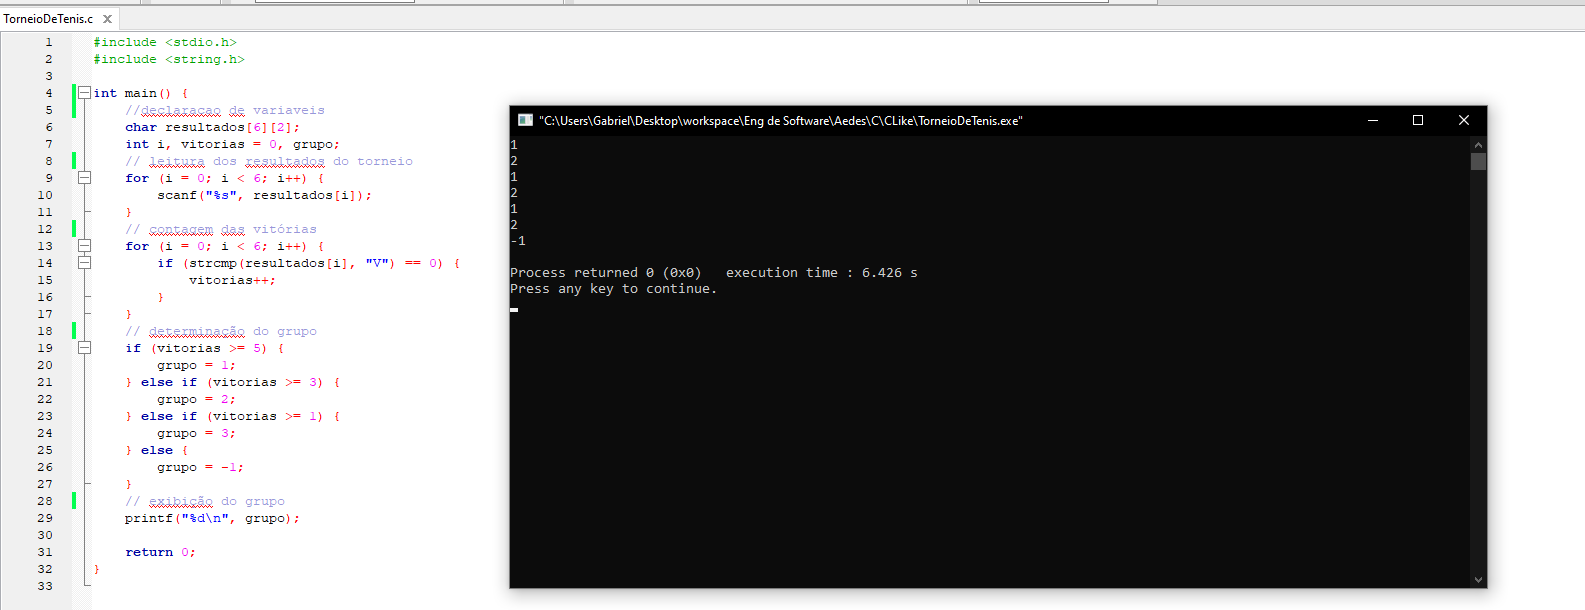 TorneioDeTenis.c X
1 #include <stdio.h>
2 #include <string.h>
3
4 int main() {
5 //declaraçao de variaveis
6 char resultados[6][2];
7 int i, vitorias = 0, grupo;
8 // leitura dos resultados do torneio
9 for (i = 0; i < 6; i++) {
10 scanf("%s", resultados[i]);
11 }
12 // contagem das vitórias
13 for (i = 0; i < 6; i++) {
14 if (strcmp(resultados[i], "V") == 0) {
15 vitorias++;
16 }
17 }
18 // determinação do grupo
19 if (vitorias >= 5) {
20 grupo = 1;
21 } else if (vitorias >= 3) {
22 grupo = 2;
23 } else if (vitorias >= 1) {
24 grupo = 3;
25 } else {
26 grupo = -1;
27 }
28 // exibição do grupo
29 printf("%d\n", grupo);
30
31 return 0;
32 }
33
"C:\Users\Gabriel\Desktop\workspace\Eng de Software\Aedes\C\CLike\TorneioDeTenis.exe"
1
2
1
2
1
2
-1
Process returned 0 (0x0) execution time : 6.426 s
Press any key to continue.